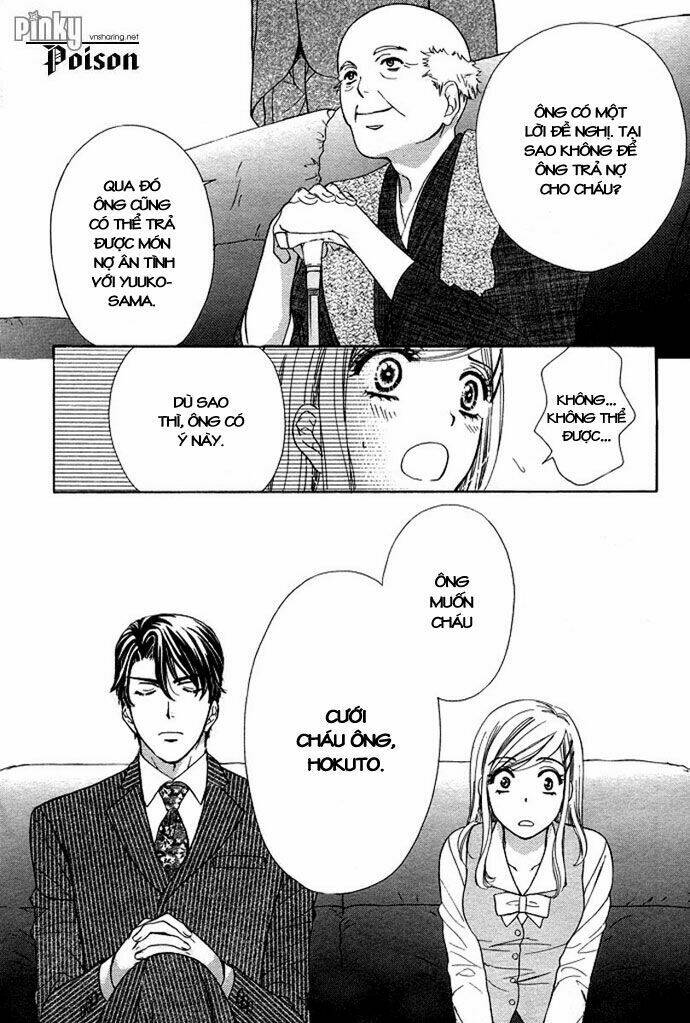 Pinky
vnsharing.net
Poison
ÔNG CÓ MỘT
LỜI ĐỀ NGHỊ. TẠI
SAO KHÔNG ĐỂ
ÔNG TRẢ NỢ
CHO CHÁU?
QUA ĐÓ
ÔNG CŨNG
CÓ THỂ TRẢ
ĐƯỢC MÓN
NỢ ÂN TÌNH
VỚI YUUKO-
SAMA.
KHÔNG...
KHÔNG THỂ
ĐƯỢC...
DÙ SAO
THÌ, ÔNG CÓ
Ý NÀY.
ÔNG
MUỐN
CHÁU
CƯỚI
CHÁU ÔNG,
HOKUTO.